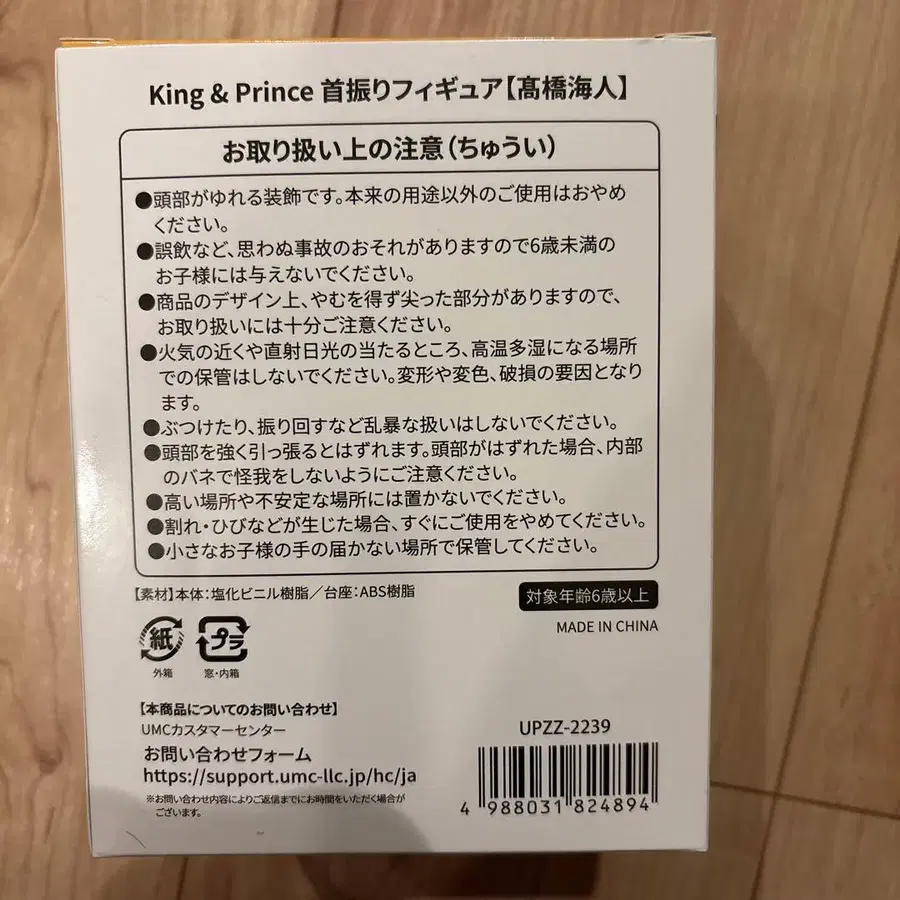 King & Prince 首振りフィギュア【髙橋海人】
お取り扱い上の注意(ちゅうい)
●頭部がゆれる装飾です。本来の用途以外のご使用はおやめ
ください。
●誤飲など、思わぬ事故のおそれがありますので6歳未満の
お子様には与えないでください。
●商品のデザイン上、やむを得ず尖った部分がありますので、
お取り扱いには十分ご注意ください。
●火気の近くや直射日光の当たるところ、高温多湿になる場所
での保管はしないでください。変形や変色、破損の要因となり
ます。
●ぶつけたり、振り回すなど乱暴な扱いはしないでください。
●頭部を強く引っ張るとはずれます。頭部がはずれた場合、内部
のバネで怪我をしないようにご注意ください。
●高い場所や不安定な場所には置かないでください。
●割れ・ひびなどが生じた場合、すぐにご使用をやめてください。
●小さなお子様の手の届かない場所で保管してください。
【素材】本体:塩化ビニル樹脂/台座:ABS樹脂
対象年齢6歳以上
MADE IN CHINA
紙 プラ
外箱 窓・内箱
【本商品についてのお問い合わせ】
UMCカスタマーセンター
お問い合わせフォーム
https://support.umc-llc.jp/hc/ja
※お問い合わせ内容によりご返信までにお時間をいただく場合が
ございます。
UPZZ-2239
4 988031 824894